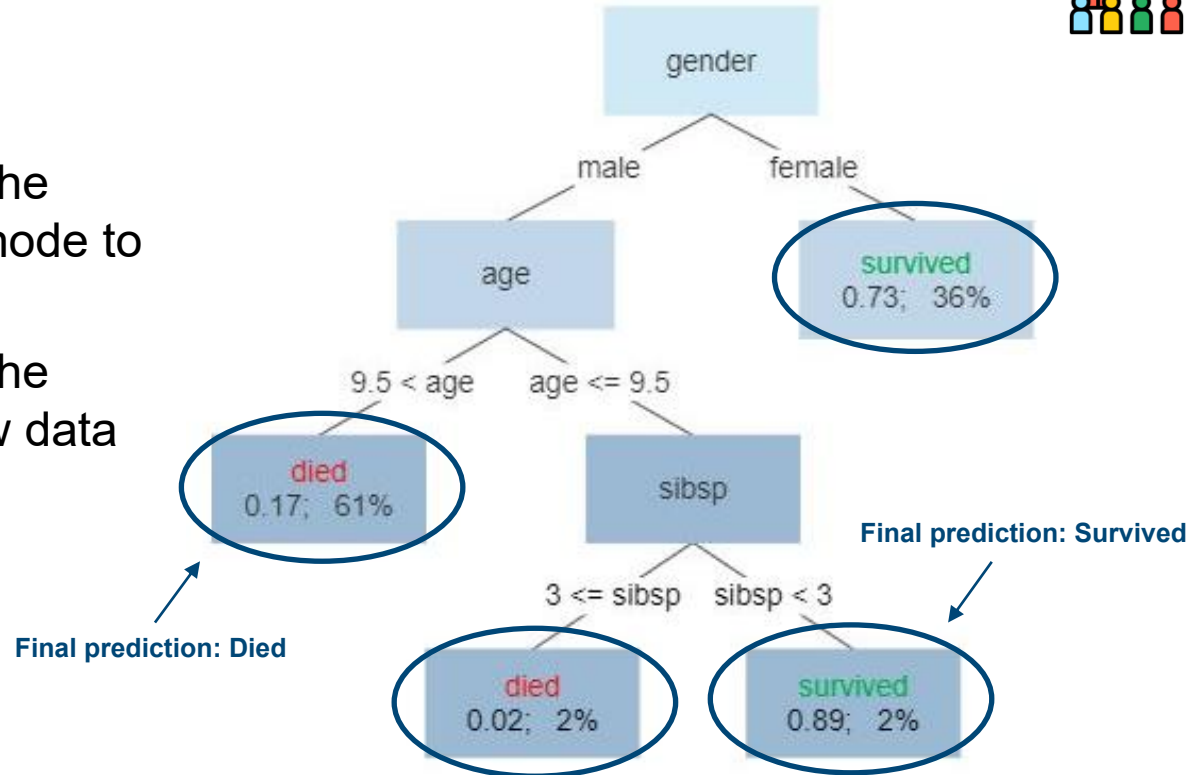 gender
male female
he
node to
age
survived
0.73; 36%
he
w data
9.5 < age age <= 9.5
died
0.17; 61%
sibsp
Final prediction: Survived
3 <= sibsp sibsp < 3
Final prediction: Died
died
0.02; 2%
survived
0.89; 2%